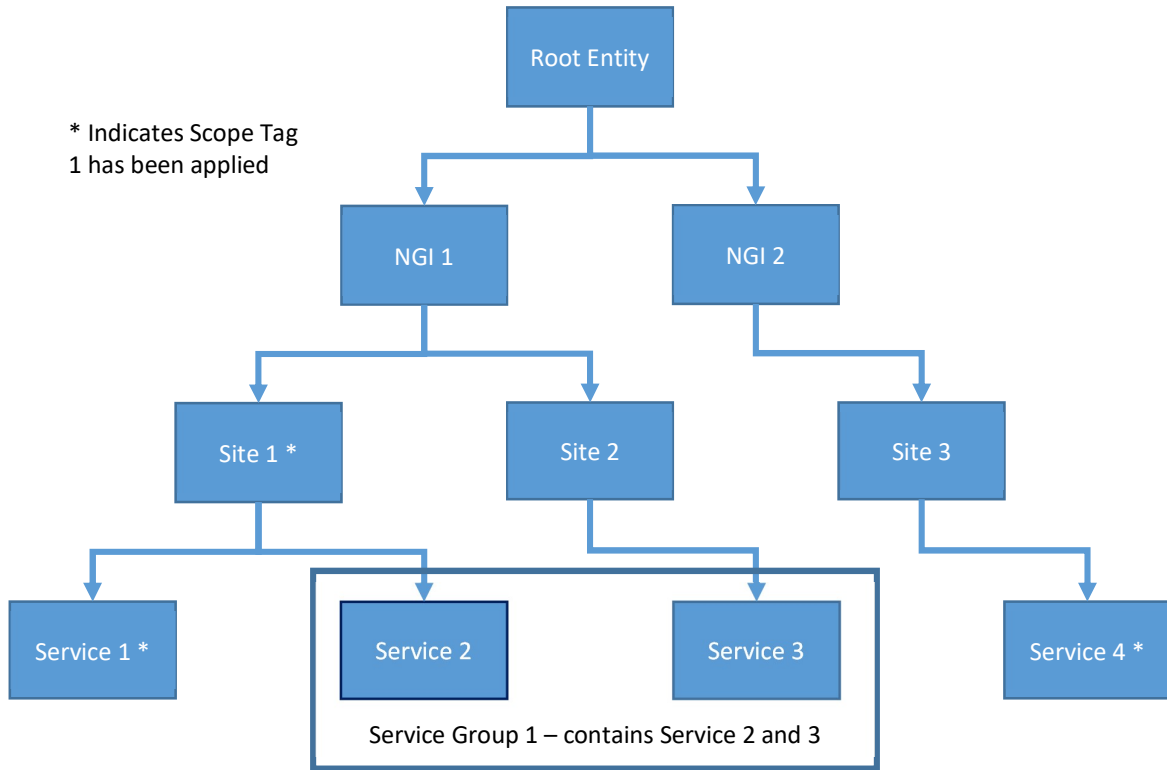 Root Entity
* Indicates Scope Tag
1 has been applied
NGI 1
NGI 2
Site 1 *
Site 2
Site 3
Service 1 *
Service 2
Service 3
Service 4 *
Service Group 1 – contains Service 2 and 3